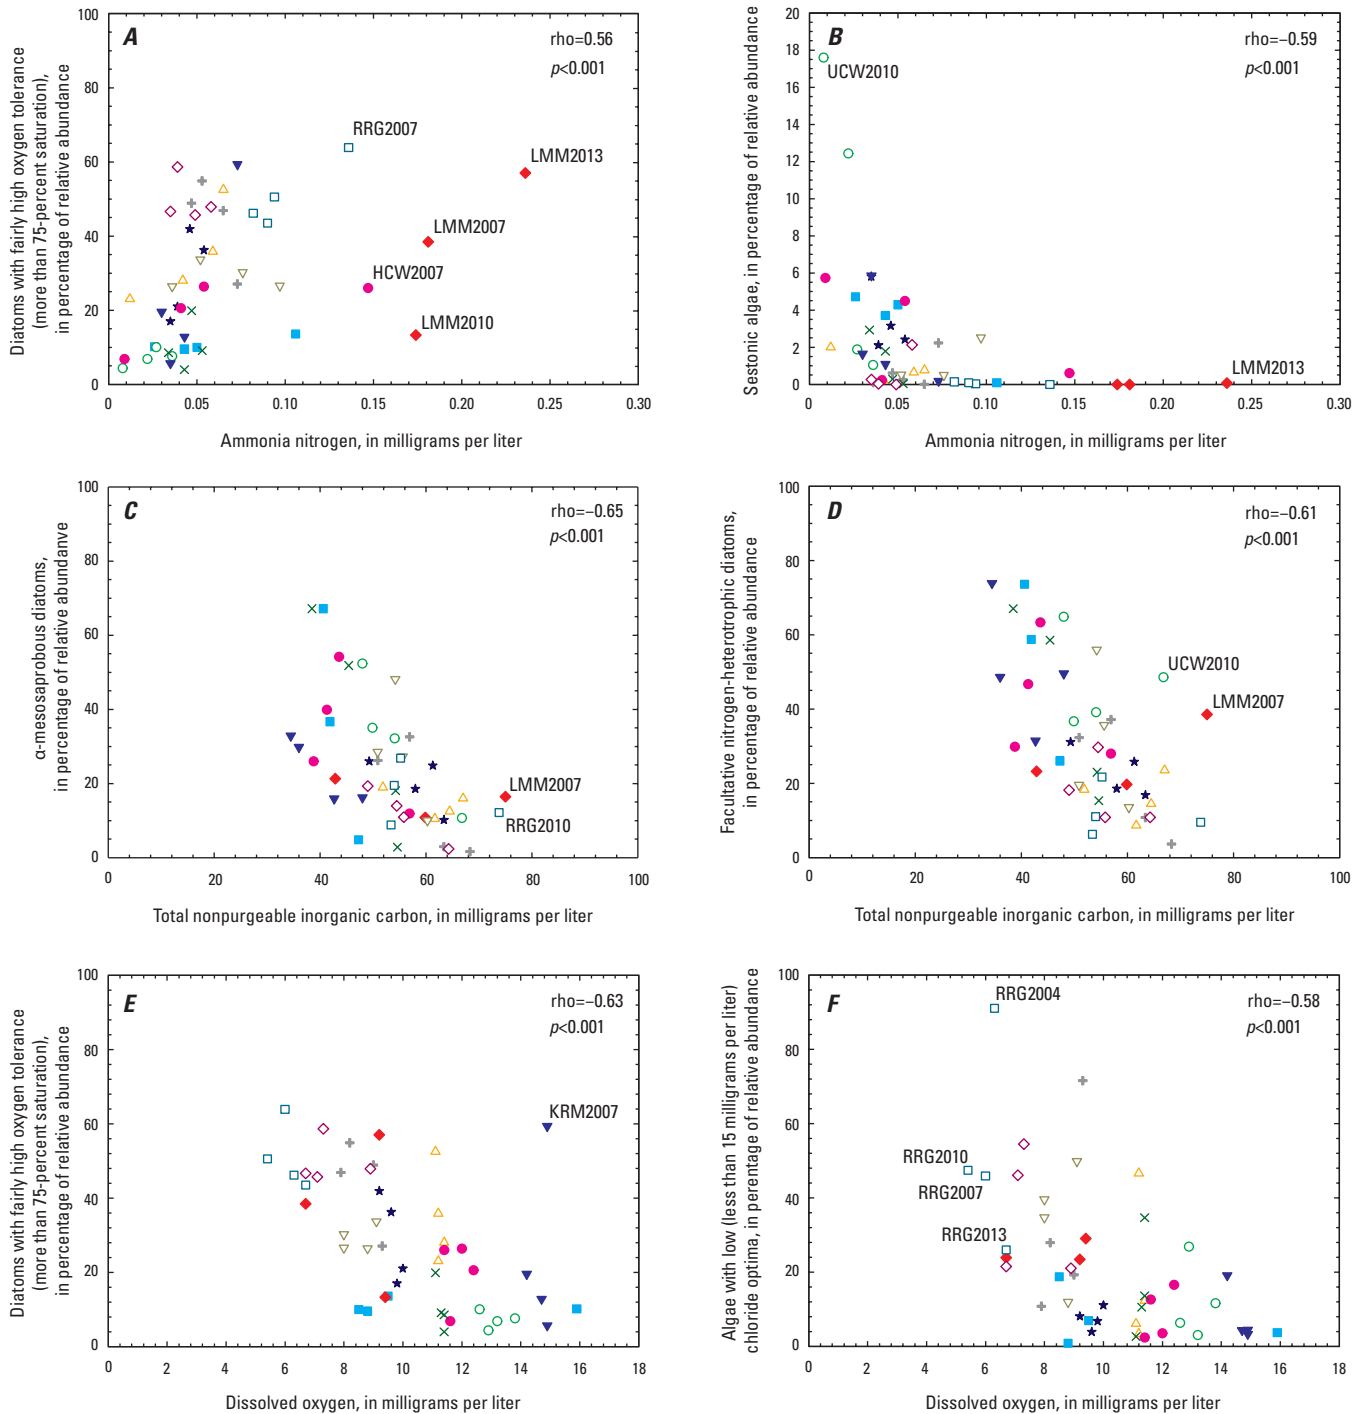 A
rho=0.56
p<0.001
RRG2007
LMM2013
LMM2007
HCW2007
LMM2010
100
80
60
40
20
0
Diatoms with fairly high oxygen tolerance
(more than 75-percent saturation),
in percentage of relative abundance
0
0.05
0.10
0.15
0.20
0.25
0.30
Ammonia nitrogen, in milligrams per liter
B
rho=−0.59
p<0.001
UCW2010
LMM2013
20
18
16
14
12
10
8
6
4
2
0
Sestonic algae, in percentage of relative abundance
0
0.05
0.10
0.15
0.20
0.25
0.30
Ammonia nitrogen, in milligrams per liter
C
rho=−0.65
p<0.001
LMM2007
RRG2010
100
80
60
40
20
0
α-mesosaprobous diatoms,
in percentage of relative abundanve
0
20
40
60
80
100
Total nonpurgeable inorganic carbon, in milligrams per liter
D
rho=−0.61
p<0.001
UCW2010
LMM2007
100
80
60
40
20
0
Facultative nitrogen-heterotrophic diatoms,
in percentage of relative abundance
0
20
40
60
80
100
Total nonpurgeable inorganic carbon, in milligrams per liter
E
rho=−0.63
p<0.001
KRM2007
100
80
60
40
20
0
Diatoms with fairly high oxygen tolerance
(more than 75-percent saturation),
in percentage of relative abundance
0
2
4
6
8
10
12
14
16
18
Dissolved oxygen, in milligrams per liter
F
rho=−0.58
p<0.001
RRG2004
RRG2010
RRG2007
RRG2013
100
80
60
40
20
0
Algae with low (less than 15 milligrams per liter)
chloride optima, in percentage of relative abundance
0
2
4
6
8
10
12
14
16
18
Dissolved oxygen, in milligrams per liter